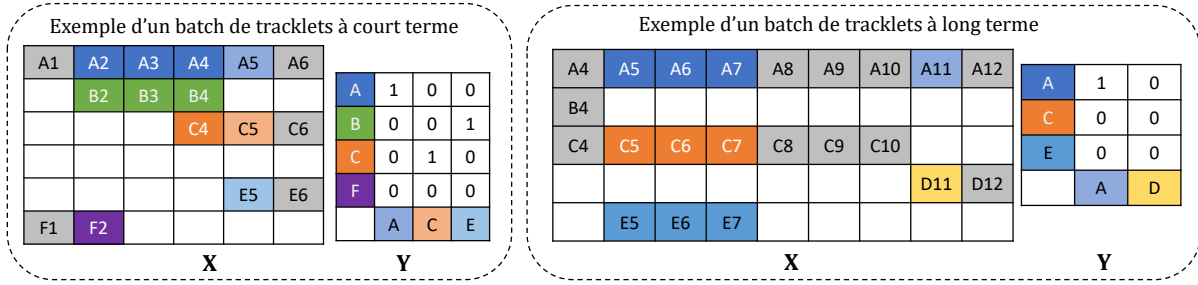 Exemple d'un batch de tracklets à court terme
A1 A2 A3 A4 A5 A6
B2 B3 B4
C4 C5 C6
E5 E6
F1 F2
X
A 1 0 0
B 0 0 1
C 0 1 0
F 0 0 0
A C E
Y
Exemple d'un batch de tracklets à long terme
A4 A5 A6 A7 A8 A9 A10 A11 A12
B4
C4 C5 C6 C7 C8 C9 C10
D11 D12
E5 E6 E7
X
A 1 0
C 0 0
E 0 0
A D
Y